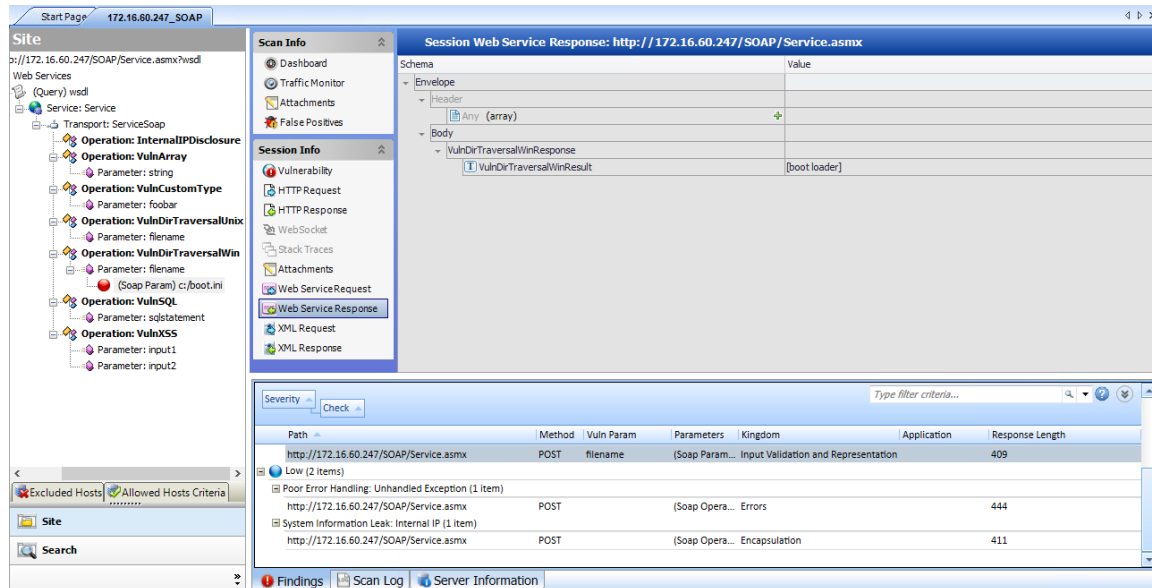 Start Page 172.16.60.247_SOAP
Site
p://172.16.60.247/SOAP/Service.asmx?wsdl
Web Services
(Query) wsdl
Service: Service
Transport: ServiceSoap
Operation: InternalIPDisclosure
Operation: VulnArray
Parameter: string
Operation: VulnCustomType
Parameter: foobar
Operation: VulnDirTraversalUnix
Parameter: filename
Operation: VulnDirTraversalWin
Parameter: filename
(Soap Param) c:/boot.ini
Operation: VulnSQL
Parameter: sqlstatement
Operation: VulnXSS
Parameter: input1
Parameter: input2
Excluded Hosts Allowed Hosts Criteria
Site
Search
Scan Info
Dashboard
Traffic Monitor
Attachments
False Positives
Session Info
Vulnerability
HTTP Request
HTTP Response
WebSocket
Stack Traces
Attachments
Web Service Request
Web Service Response
XML Request
XML Response
Session Web Service Response: http://172.16.60.247/SOAP/Service.asmx
Schema Value
Envelope
Header
Any (array)
Body
VulnDirTraversalWinResponse
T VulnDirTraversalWinResult [boot loader]
Severity
Check
Type filter criteria...
Path Method Vuln Param Parameters Kingdom Application Response Length
http://172.16.60.247/SOAP/Service.asmx POST filename (Soap Param... Input Validation and Representation 409
Low (2 items)
Poor Error Handling: Unhandled Exception (1 item)
http://172.16.60.247/SOAP/Service.asmx POST (Soap Opera... Errors 444
System Information Leak: Internal IP (1 item)
http://172.16.60.247/SOAP/Service.asmx POST (Soap Opera... Encapsulation 411
Findings Scan Log Server Information